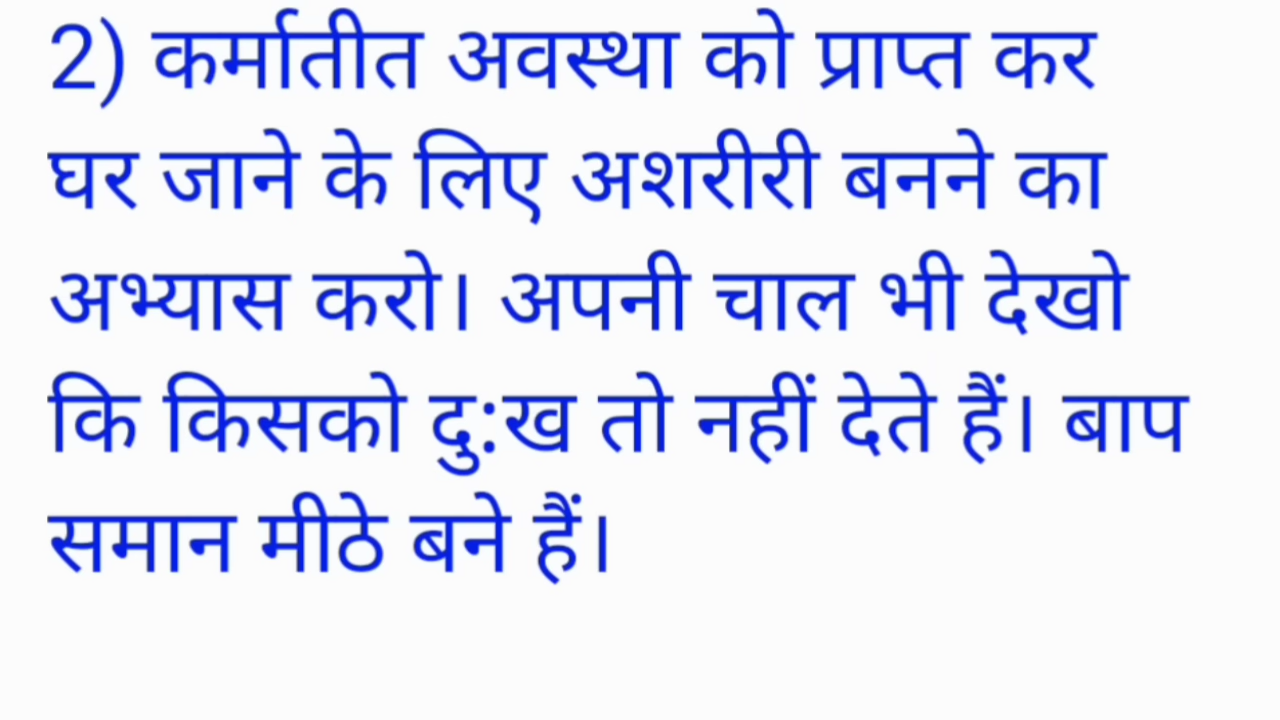 2) कर्मातीत अवस्था को प्राप्त कर
घर जाने के लिए अशरीरी बनने का
अभ्यास करो। अपनी चाल भी देखो
कि किसको दु:ख तो नहीं देते हैं। बाप
समान मीठे बने हैं।